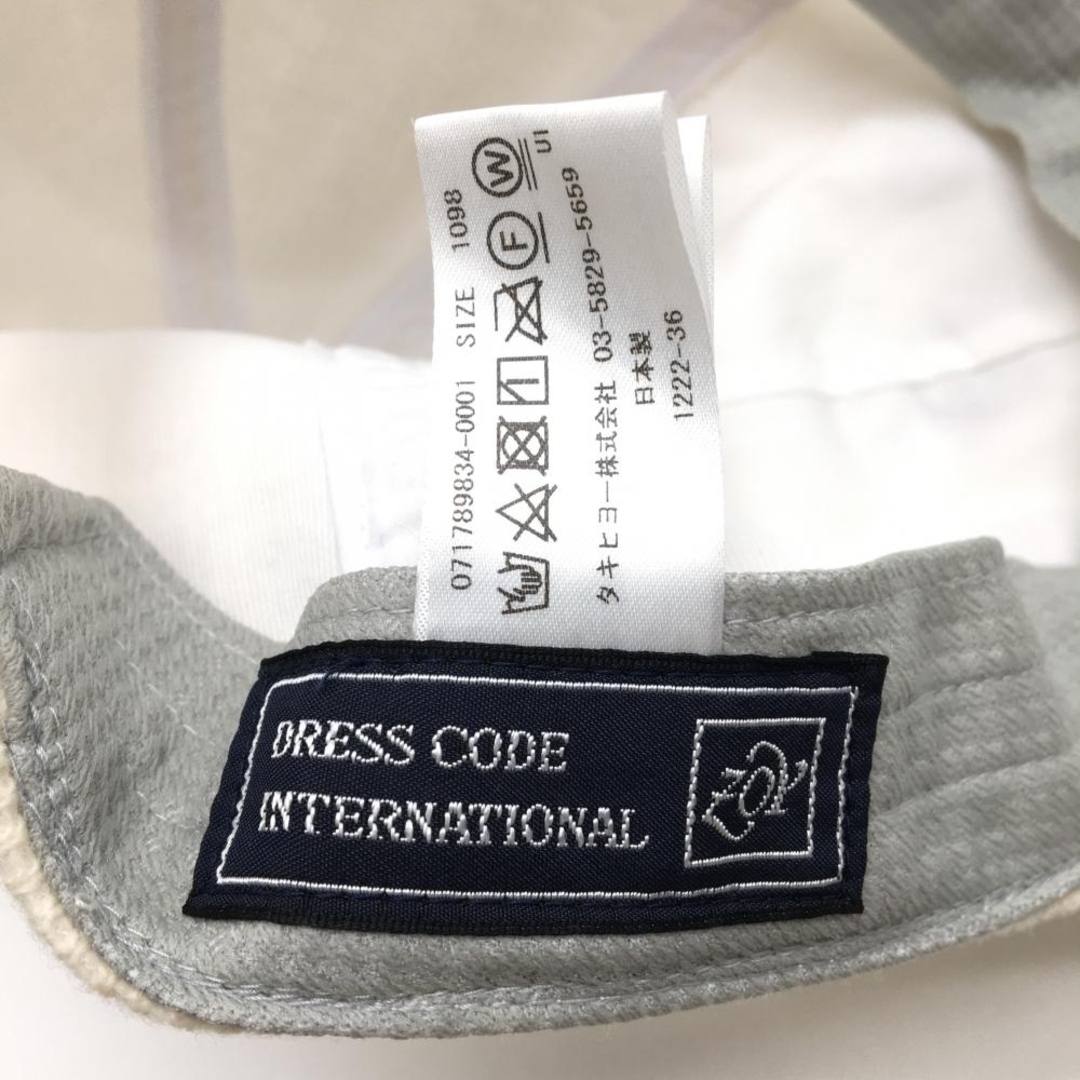 071789834-0001 SIZE 1098
F
W
UI
タキヒヨー株式会社 03-5829-5659
日本製
1222-36
DRESS CODE
INTERNATIONAL